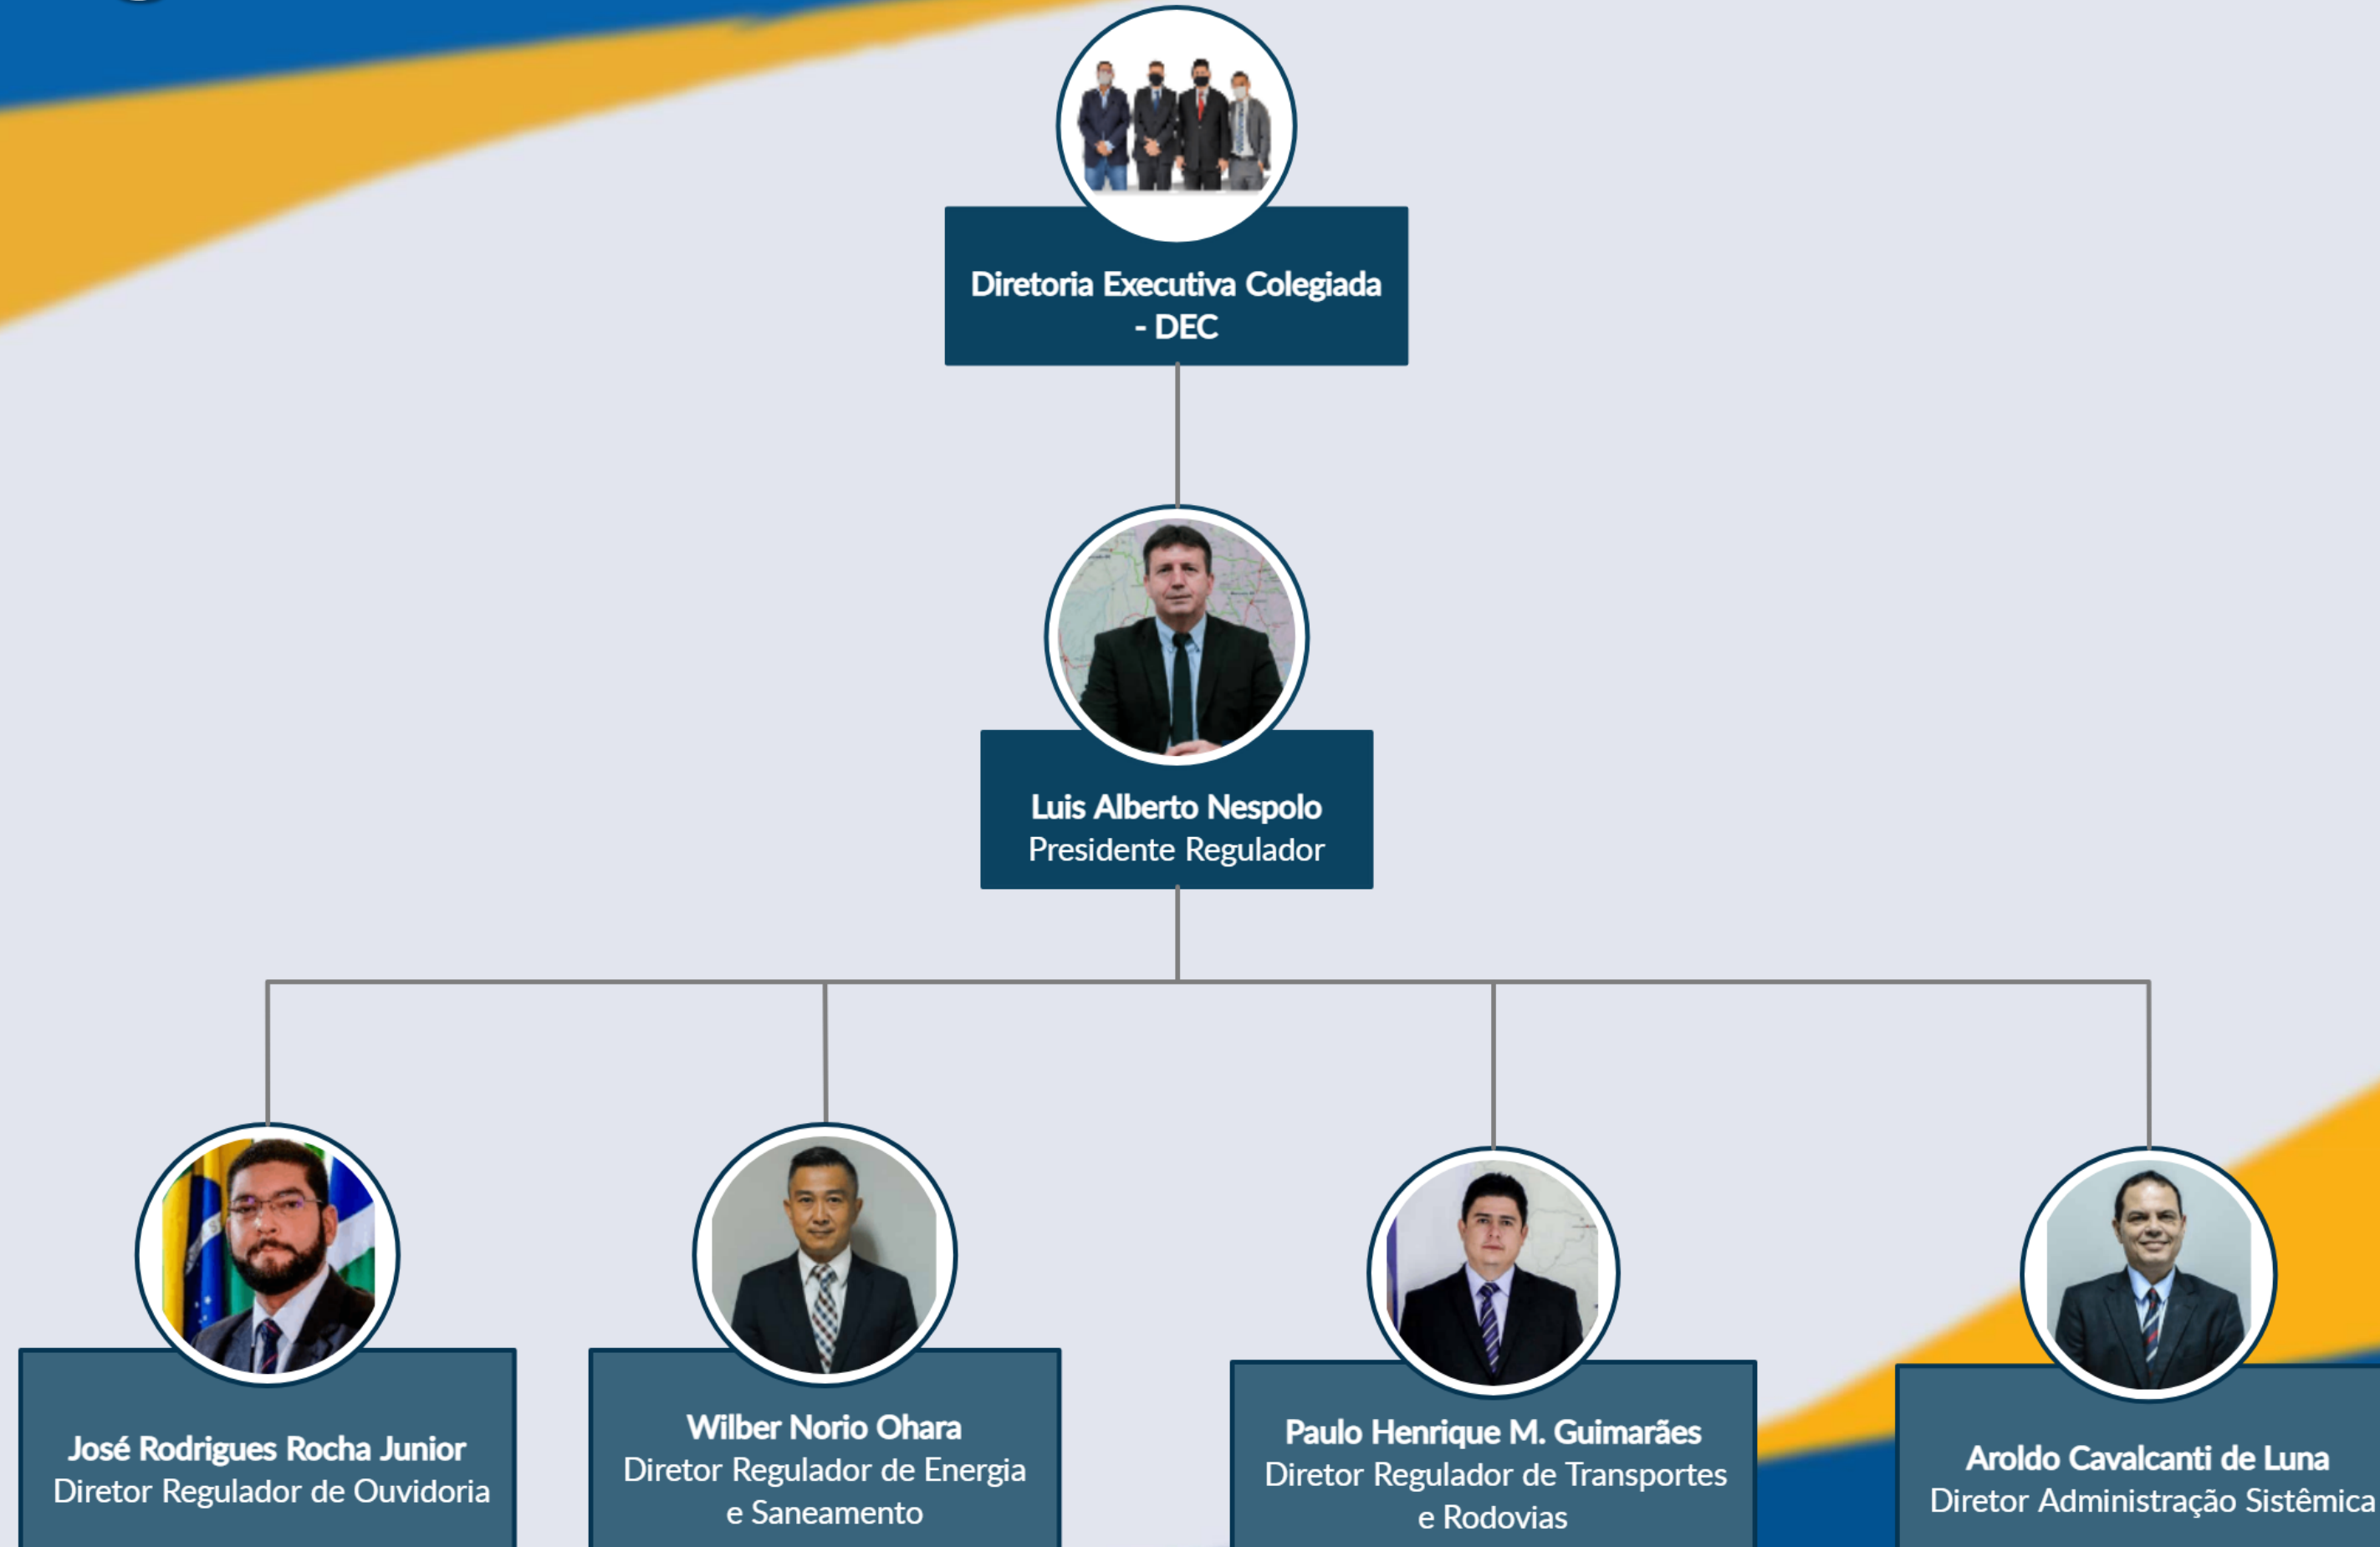 Diretoria Executiva Colegiada
- DEC
Luis Alberto Nespolo
Presidente Regulador
José Rodrigues Rocha Junior
Diretor Regulador de Ouvidoria
Wilber Norio Ohara
Diretor Regulador de Energia
e Saneamento
Paulo Henrique M. Guimarães
Diretor Regulador de Transportes
e Rodovias
Aroldo Cavalcanti de Luna
Diretor Administração Sistêmica